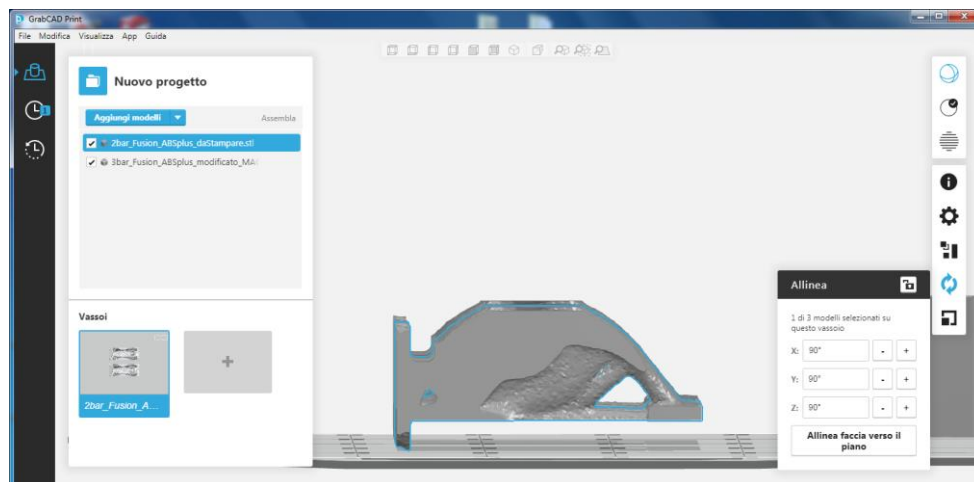 GrabCAD Print
File Modifica Visualizza App Guida
1
Nuovo progetto
Aggiungi modelli
Assembla
2bar_Fusion_ABSplus_daStampare.stl
3bar_Fusion_ABSplus_modificato_MA
Vassoi
+
2bar_Fusion_A...
Allinea
1 di 3 modelli selezionati su
questo vassoio
X: 90° - +
Y: 90° - +
Z: 90° - +
Allinea faccia verso il
piano